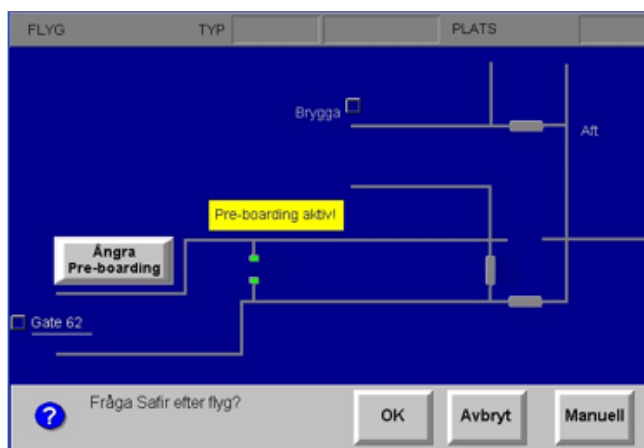 FLYG TYP PLATS
Brygga
Aft
Pre-boarding aktiv!
Ångra
Pre-boarding
Gate 62
? Fråga Safir efter flyg? OK Avbryt Manuell